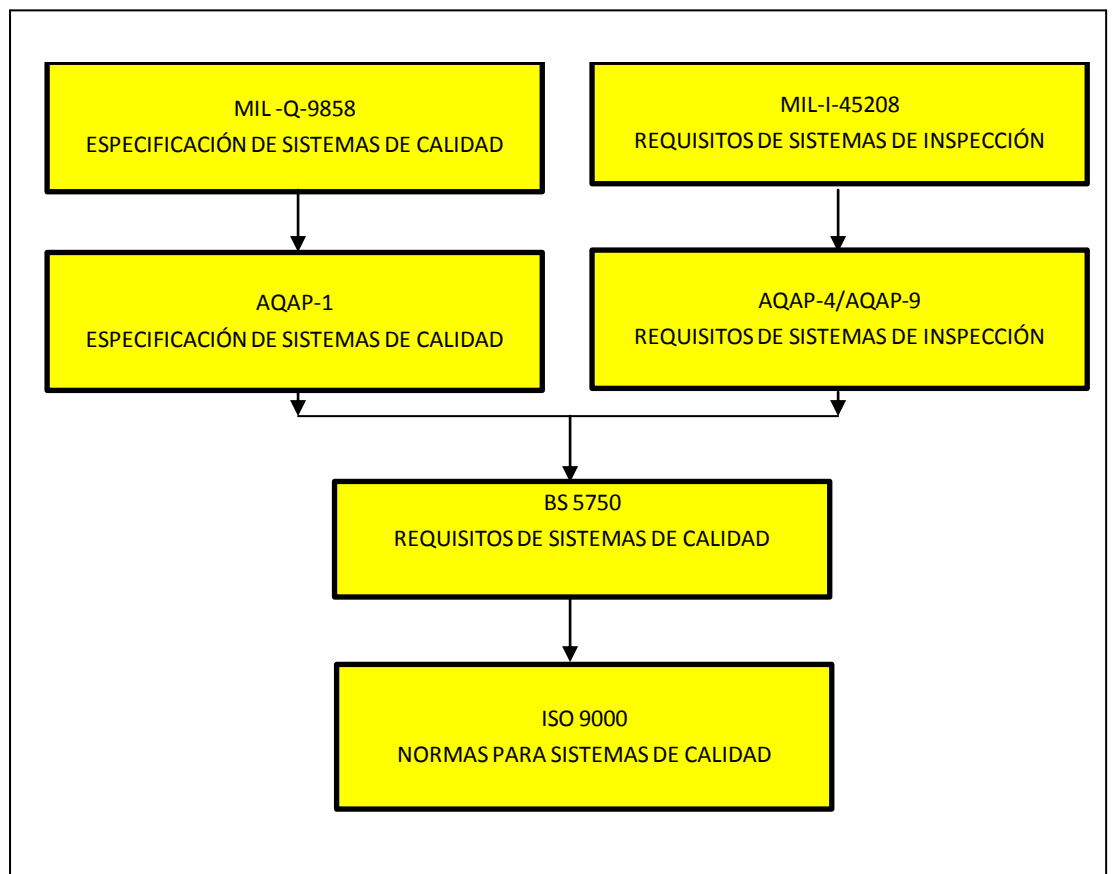 MIL -Q-9858
ESPECIFICACIÓN DE SISTEMAS DE CALIDAD
MIL-I-45208
REQUISITOS DE SISTEMAS DE INSPECCIÓN
AQAP-1
ESPECIFICACIÓN DE SISTEMAS DE CALIDAD
AQAP-4/AQAP-9
REQUISITOS DE SISTEMAS DE INSPECCIÓN
BS 5750
REQUISITOS DE SISTEMAS DE CALIDAD
ISO 9000
NORMAS PARA SISTEMAS DE CALIDAD